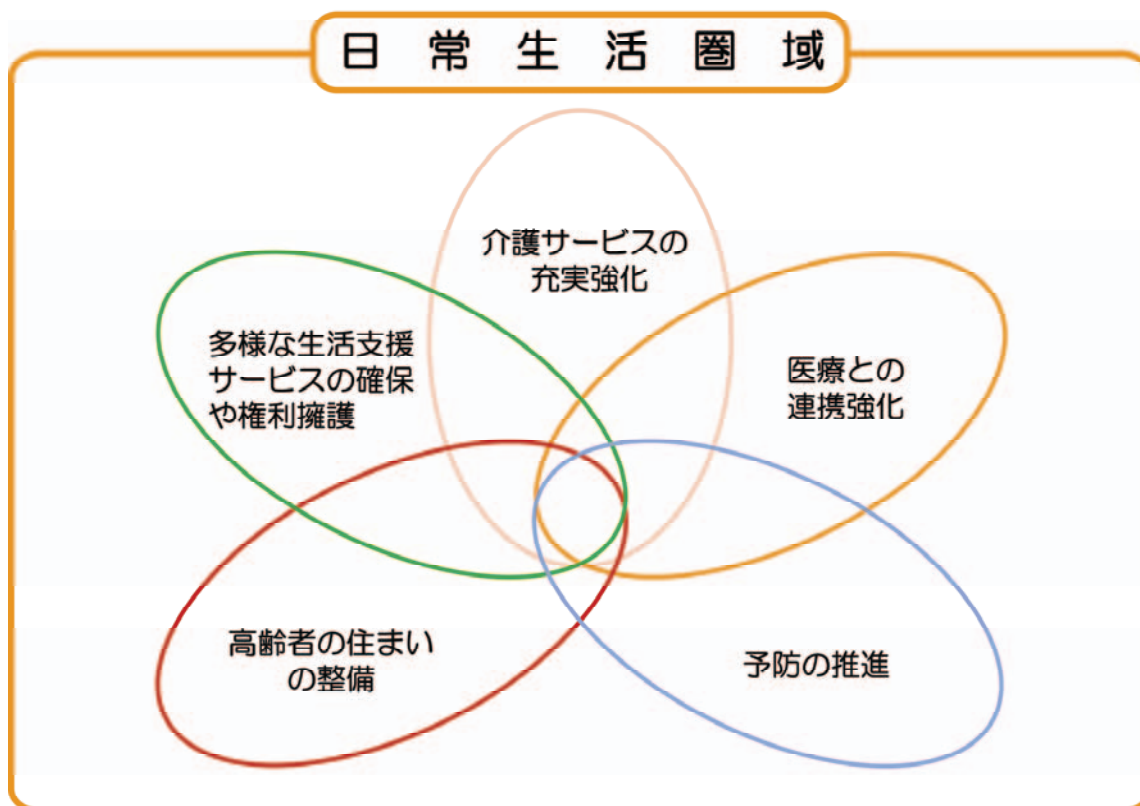 日常生活圏域
介護サービスの
充実強化
多様な生活支援
サービスの確保
や権利擁護
医療との
連携強化
高齢者の住まい
の整備
予防の推進